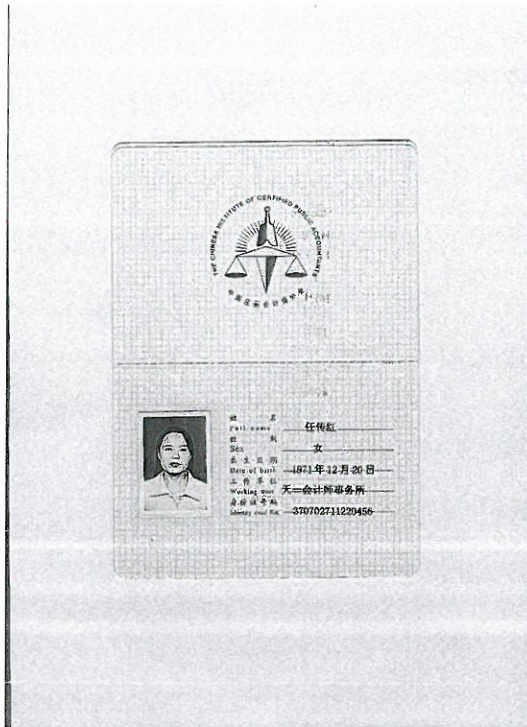 THE CHINESE INSTITUTE OF CERTIFIED PUBLIC ACCOUNTANTS
中国注册会计师协会
姓 名 任传红
Full name
性 别 女
Sex
出生日期 1971年12月20日
Date of birth
工作单位 天一会计师事务所
Working unit
身份证号码 370702711220456
Identity card No.